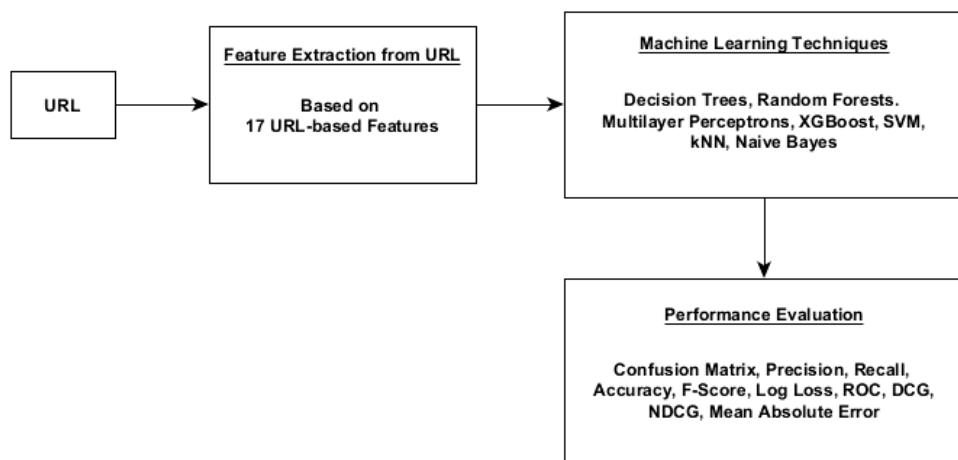 URL
Feature Extraction from URL
Based on
17 URL-based Features
Machine Learning Techniques
Decision Trees, Random Forests.
Multilayer Perceptrons, XGBoost, SVM,
kNN, Naive Bayes
Performance Evaluation
Confusion Matrix, Precision, Recall,
Accuracy, F-Score, Log Loss, ROC, DCG,
NDCG, Mean Absolute Error